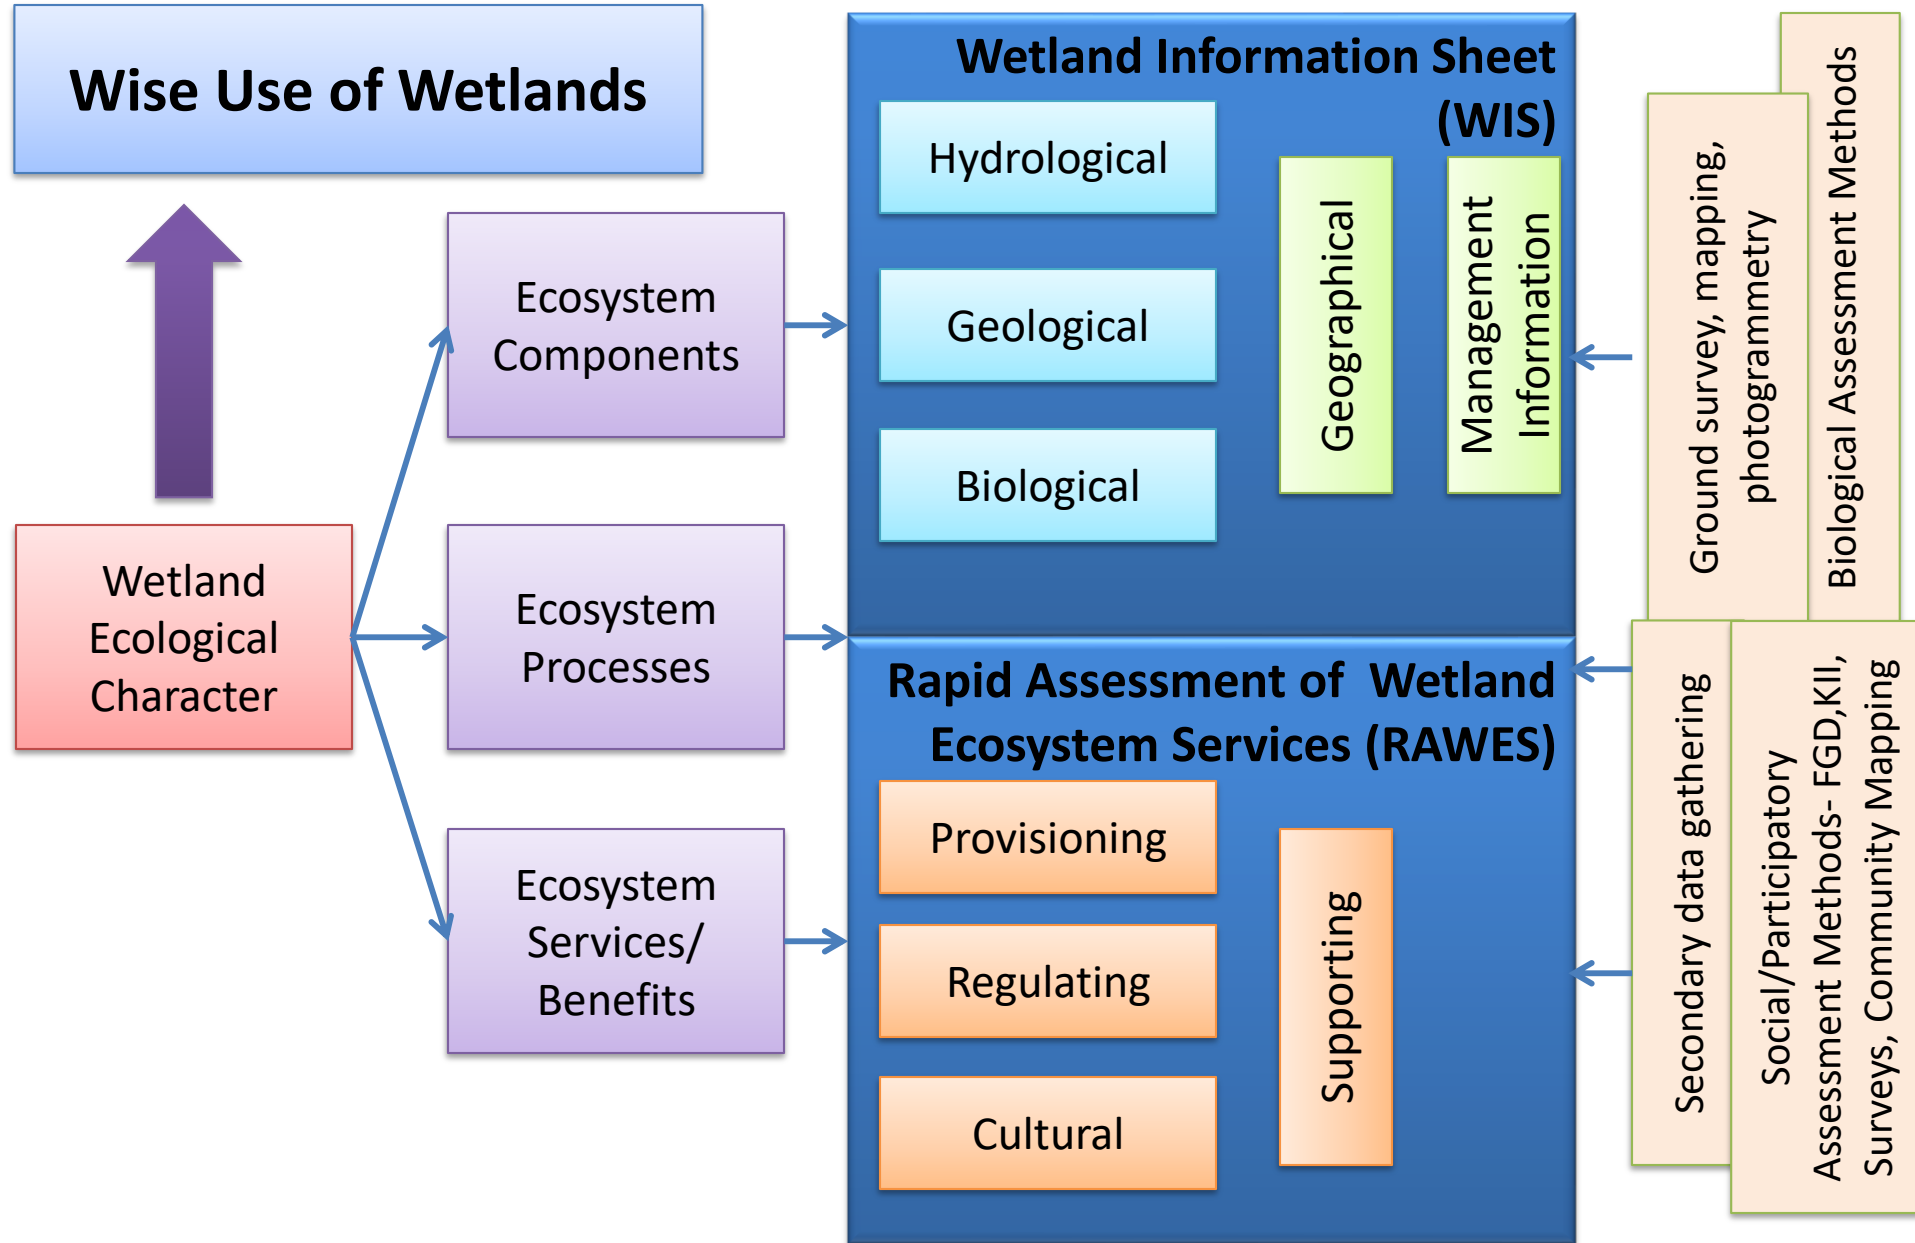 Wise Use of Wetlands
Wetland
Ecological
Character
Ecosystem
Components
Ecosystem
Processes
Ecosystem
Services/
Benefits
Wetland Information Sheet
(WIS)
Hydrological
Geological
Biological
Geographical
Management
Information
Rapid Assessment of  Wetland
Ecosystem Services (RAWES)
Provisioning
Regulating
Cultural
Supporting
Ground survey, mapping,
photogrammetry
Biological Assessment Methods
Secondary data gathering
Social/Participatory
Assessment Methods- FGD,KII,
Surveys, Community Mapping